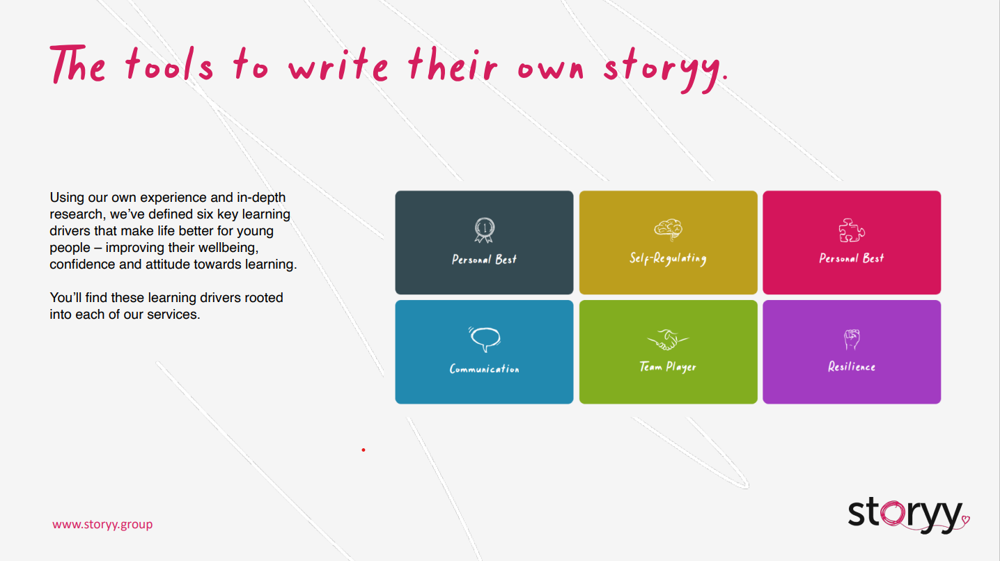 The tools to write their own storyy.
Using our own experience and in-depth
research, we’ve defined six key learning
drivers that make life better for young
people – improving their wellbeing,
confidence and attitude towards learning.
You’ll find these learning drivers rooted
into each of our services.
1
Personal Best
Self-Regulating
Personal Best
Communication
Team Player
Resilience
www.storyy.group
storyy